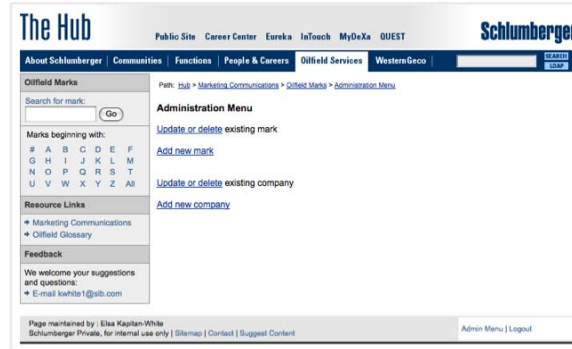 The Hub
Public Site Career Center Eureka InTouch MyDeXa QUEST
Schlumberger
About Schlumberger | Communities | Functions | People & Careers | Oilfield Services | WesternGeco |
SEARCH
LDAP
Oilfield Marks
Path: Hub > Marketing Communications > Oilfield Marks > Administration Menu
Search for mark:
Go
Administration Menu
Update or delete existing mark
Add new mark
Update or delete existing company
Add new company
Marks beginning with:
# A B C D E F
G H I J K L M
N O P Q R S T
U V W X Y Z All
Resource Links
Marketing Communications
Oilfield Glossary
Feedback
We welcome your suggestions
and questions:
E-mail kwhite1@slb.com
Page maintained by : Elsa Kapitan-White
Schlumberger Private, for internal use only | Sitemap | Contact | Suggest Content
Admin Menu | Logout